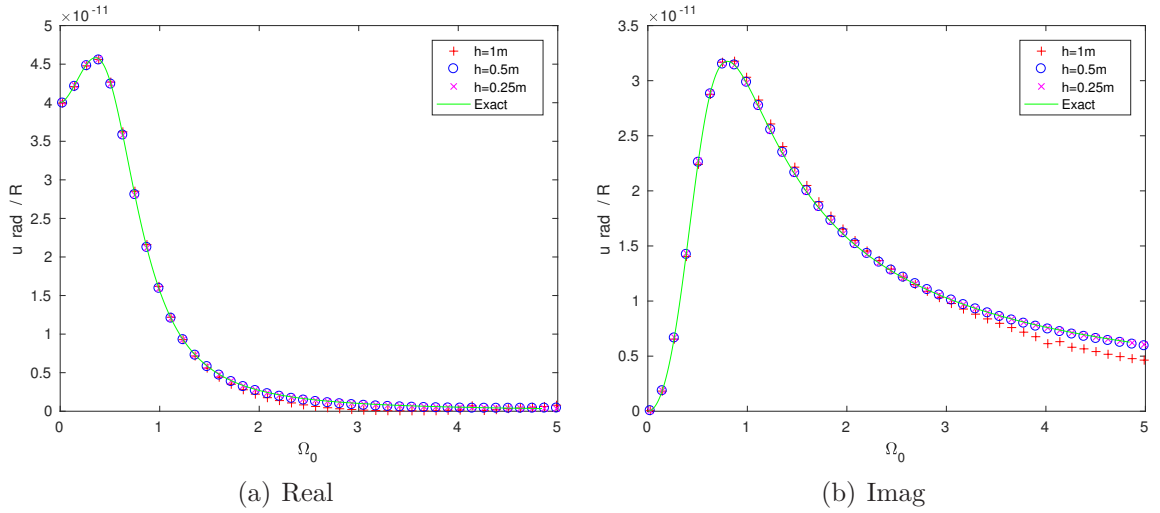 ×10⁻¹¹
5
4.5
4
3.5
3
2.5
2
1.5
1
0.5
0
u rad / R
0 1 2 3 4 5
Ω₀
h=1m
h=0.5m
h=0.25m
Exact
(a) Real
×10⁻¹¹
3.5
3
2.5
2
1.5
1
0.5
0
u rad / R
0 1 2 3 4 5
Ω₀
h=1m
h=0.5m
h=0.25m
Exact
(b) Imag